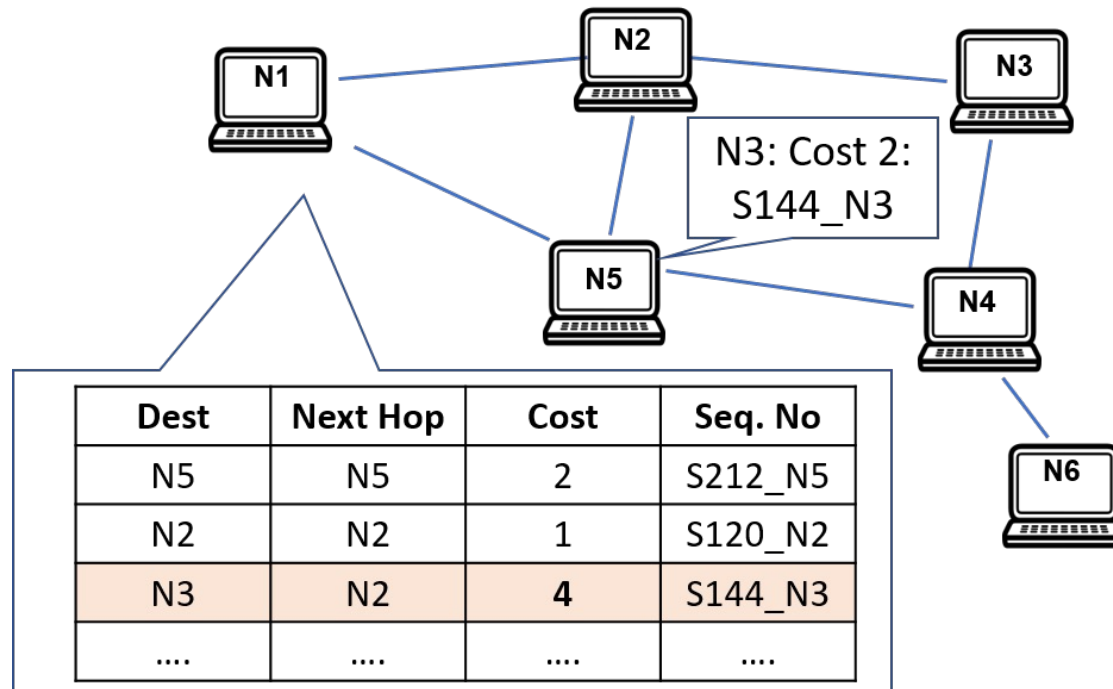 N1
N2
N3
N3: Cost 2:
S144_N3
N5
N4
N6
Dest Next Hop Cost Seq. No
N5 N5 2 S212_N5
N2 N2 1 S120_N2
N3 N2 4 S144_N3
.... .... .... ....